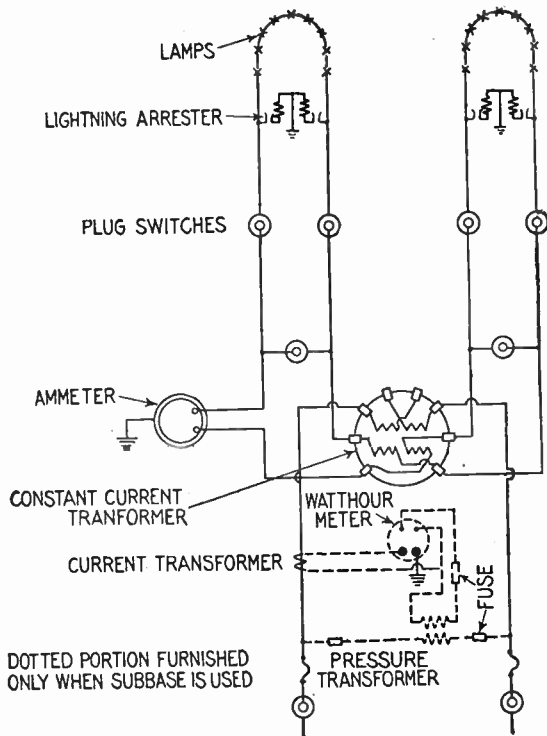 LAMPS
LIGHTNING ARRESTER
PLUG SWITCHES
AMMETER
CONSTANT CURRENT
TRANFORMER
WATTHOUR
METER
CURRENT TRANSFORMER
FUSE
DOTTED PORTION FURNISHED
ONLY WHEN SUBBASE IS USED
PRESSURE
TRANSFORMER